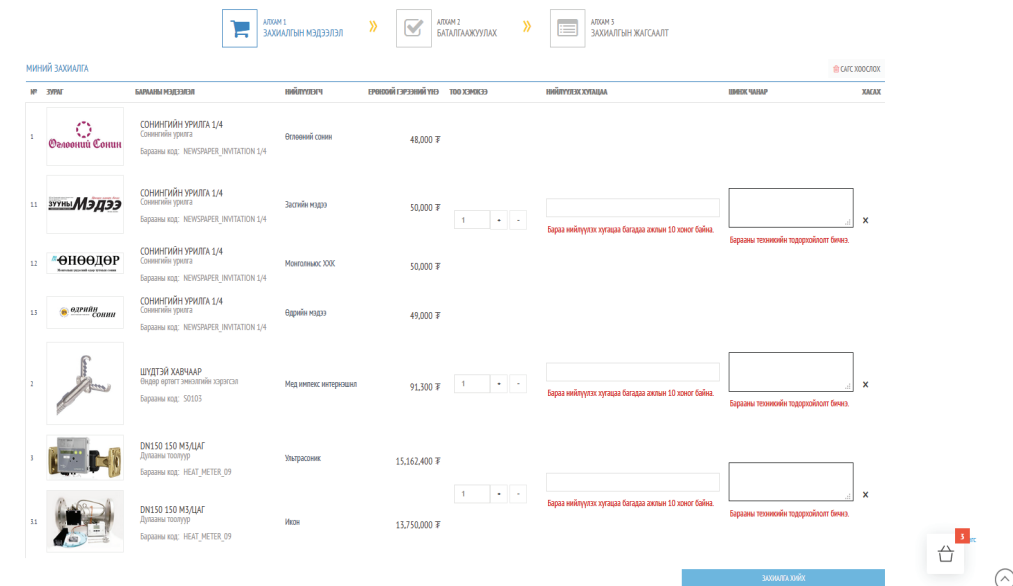 АЛХАМ 1
ЗАХИАЛГЫН МЭДЭЭЛЭЛ
АЛХАМ 2
БАТАЛГААЖУУЛАХ
АЛХАМ 3
ЗАХИАЛГЫН ЖАГСААЛТ
МИНИЙ ЗАХИАЛГА
САГС ХООСЛОХ
№ ЗУРАГ БАРААНЫ МЭДЭЭЛЭЛ НИЙЛҮҮЛЭГЧ ЕРӨНХИЙ ГЭРЭЭНИЙ ҮНЭ ТОО ХЭМЖЭЭ НИЙЛҮҮЛЭХ ХУГАЦАА ШИНЖ ЧАНАР ХАСАХ
1 Өглөөний Сонин
СОНИНГИЙН УРИЛГА 1/4
Сонингийн урилга
Барааны код: NEWSPAPER_INVITATION 1/4
Өглөөний сонин
48,000 ₮
1.1 ЗУУНЫ МЭДЭЭ
СОНИНГИЙН УРИЛГА 1/4
Сонингийн урилга
Барааны код: NEWSPAPER_INVITATION 1/4
Засгийн мэдээ
50,000 ₮
1 + -
Бараа нийлүүлэх хугацаа багадаа ажлын 10 хоног байна.
Барааны техникийн тодорхойлолт бичнэ.
x
1.2 ӨНӨӨДӨР
СОНИНГИЙН УРИЛГА 1/4
Сонингийн урилга
Барааны код: NEWSPAPER_INVITATION 1/4
Монголньюс ХХК
50,000 ₮
1.3 ӨДРИЙН
СОНИН
СОНИНГИЙН УРИЛГА 1/4
Сонингийн урилга
Барааны код: NEWSPAPER_INVITATION 1/4
Өдрийн мэдээ
49,000 ₮
2
ШҮДТЭЙ ХАВЧААР
Өндөр өртөгт эмнэлгийн хэрэгсэл
Барааны код: S0103
Мед импекс интернэшнл
91,300 ₮
1 + -
Бараа нийлүүлэх хугацаа багадаа ажлын 10 хоног байна.
Барааны техникийн тодорхойлолт бичнэ.
x
3
DN150 150 М3/ЦАГ
Дулааны тоолуур
Барааны код: HEAT_METER_09
Ультрасоник
15,162,400 ₮
1 + -
Бараа нийлүүлэх хугацаа багадаа ажлын 10 хоног байна.
Барааны техникийн тодорхойлолт бичнэ.
x
3.1
DN150 150 М3/ЦАГ
Дулааны тоолуур
Барааны код: HEAT_METER_09
Икон
13,750,000 ₮
5
ЗАХИАЛГА ХИЙХ